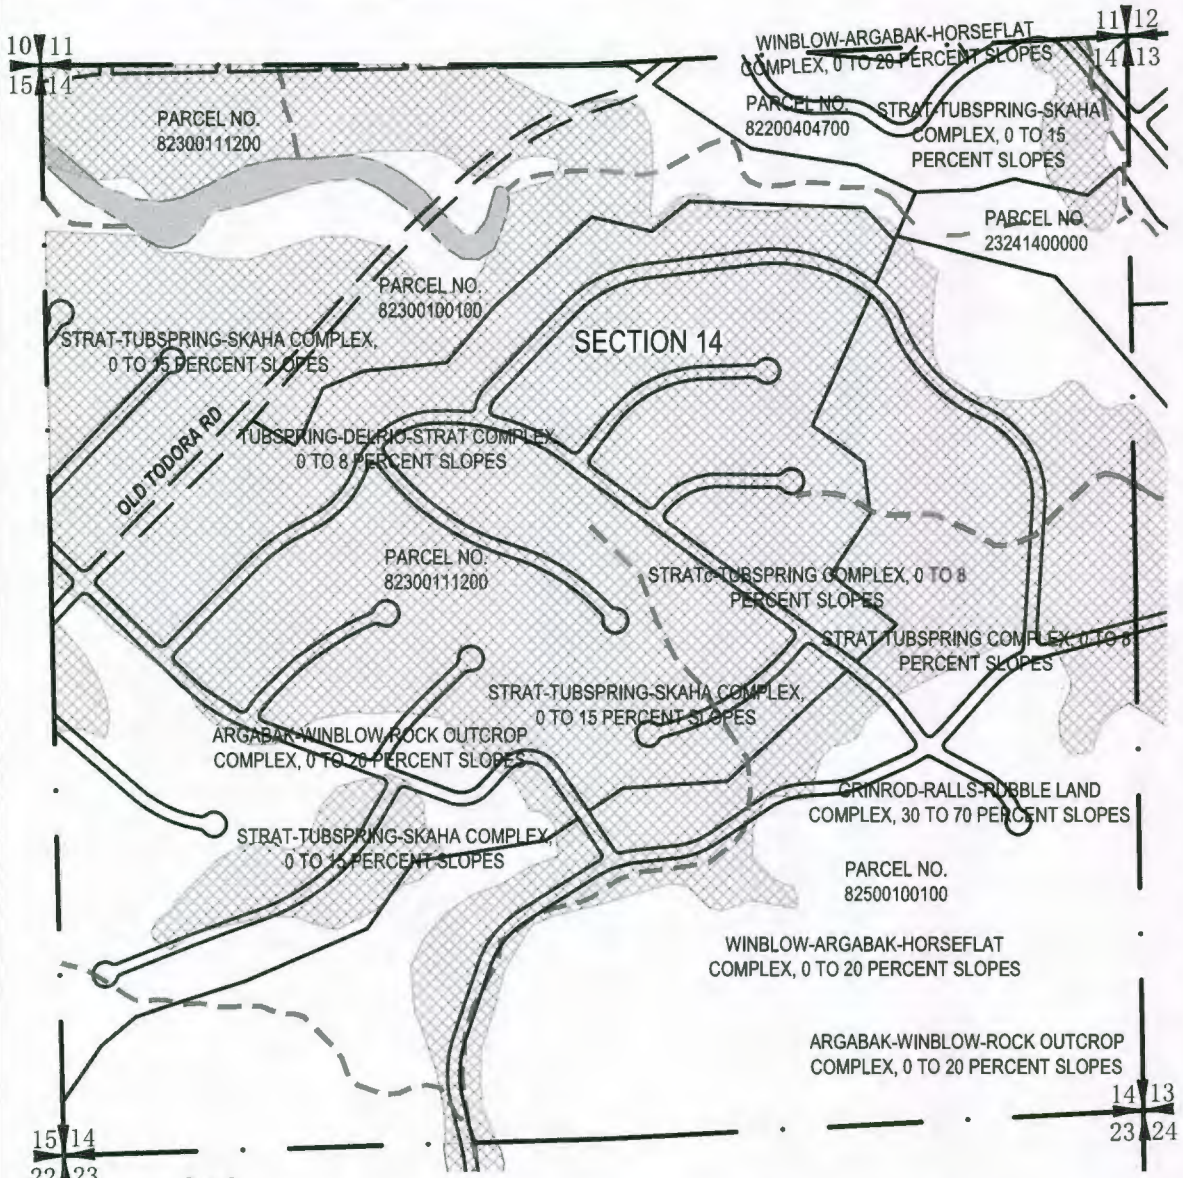 10 11
15 14
11 12
14 13
WINBLOW-ARGABAK-HORSEFLAT
COMPLEX, 0 TO 20 PERCENT SLOPES
PARCEL NO.
82300111200
PARCEL NO.
82200404700
STRAT-TUBSPRING-SKAHA
COMPLEX, 0 TO 15
PERCENT SLOPES
PARCEL NO.
23241400000
PARCEL NO.
82300100100
STRAT-TUBSPRING-SKAHA COMPLEX,
0 TO 15 PERCENT SLOPES
SECTION 14
OLD TODORA RD
TUBSPRING-DELRIO-STRAT COMPLEX,
0 TO 8 PERCENT SLOPES
PARCEL NO.
82300111200
STRATc-TUBSPRING COMPLEX, 0 TO 8
PERCENT SLOPES
STRAT-TUBSPRING COMPLEX, 0 TO 8
PERCENT SLOPES
STRAT-TUBSPRING-SKAHA COMPLEX,
0 TO 15 PERCENT SLOPES
ARGABAK-WINBLOW-ROCK OUTCROP
COMPLEX, 0 TO 20 PERCENT SLOPES
GRINROD-RALLS-RUBBLE LAND
COMPLEX, 30 TO 70 PERCENT SLOPES
STRAT-TUBSPRING-SKAHA COMPLEX,
0 TO 15 PERCENT SLOPES
PARCEL NO.
82500100100
WINBLOW-ARGABAK-HORSEFLAT
COMPLEX, 0 TO 20 PERCENT SLOPES
ARGABAK-WINBLOW-ROCK OUTCROP
COMPLEX, 0 TO 20 PERCENT SLOPES
14 13
23 24
15 14
22 23